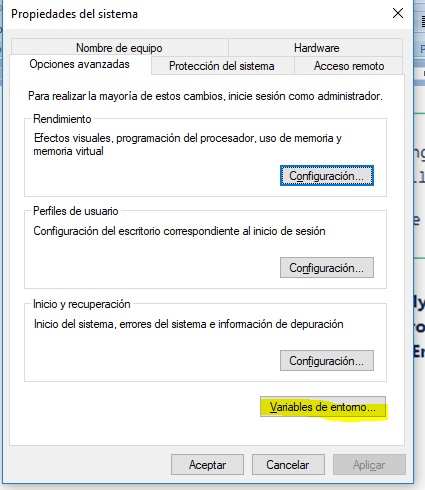 Propiedades del sistema
Nombre de equipo
Hardware
Opciones avanzadas
Protección del sistema
Acceso remoto
Para realizar la mayoría de estos cambios, inicie sesión como administrador.
Rendimiento
Efectos visuales, programación del procesador, uso de memoria y
memoria virtual
Configuración...
Perfiles de usuario
Configuración del escritorio correspondiente al inicio de sesión
Configuración...
Inicio y recuperación
Inicio del sistema, errores del sistema e información de depuración
Configuración...
Variables de entorno...
Aceptar
Cancelar
Aplicar